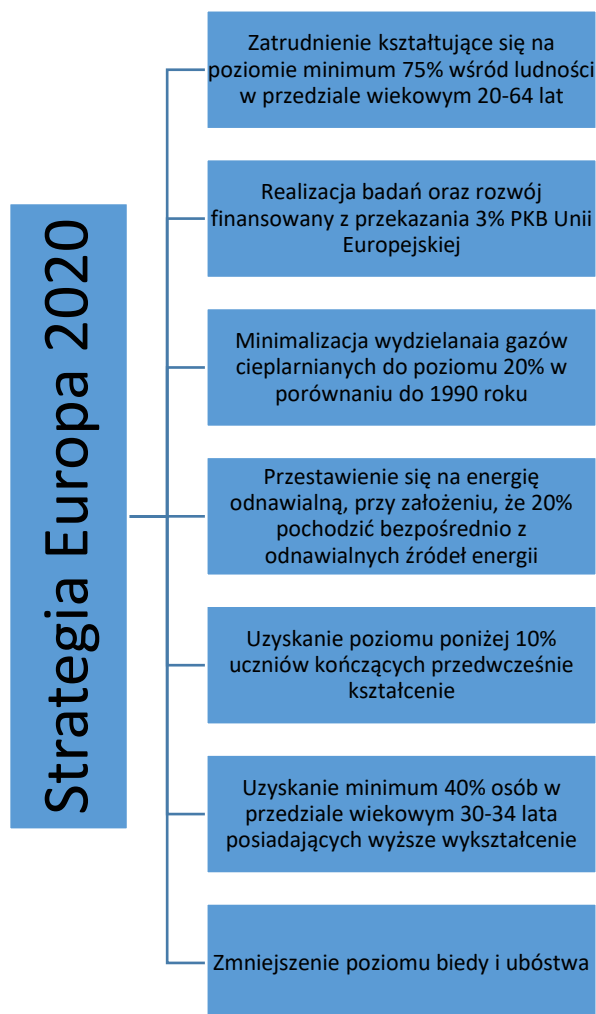 Strategia Europa 2020
Zatrudnienie kształtujące się na
poziomie minimum 75% wśród ludności
w przedziale wiekowym 20-64 lat
Realizacja badań oraz rozwój
finansowany z przekazania 3% PKB Unii
Europejskiej
Minimalizacja wydzielanaia gazów
cieplarnianych do poziomu 20% w
porównaniu do 1990 roku
Przestawienie się na energię
odnawialną, przy założeniu, że 20%
pochodzić bezpośrednio z
odnawialnych źródeł energii
Uzyskanie poziomu poniżej 10%
uczniów kończących przedwcześnie
kształcenie
Uzyskanie minimum 40% osób w
przedziale wiekowym 30-34 lata
posiadających wyższe wykształcenie
Zmniejszenie poziomu biedy i ubóstwa